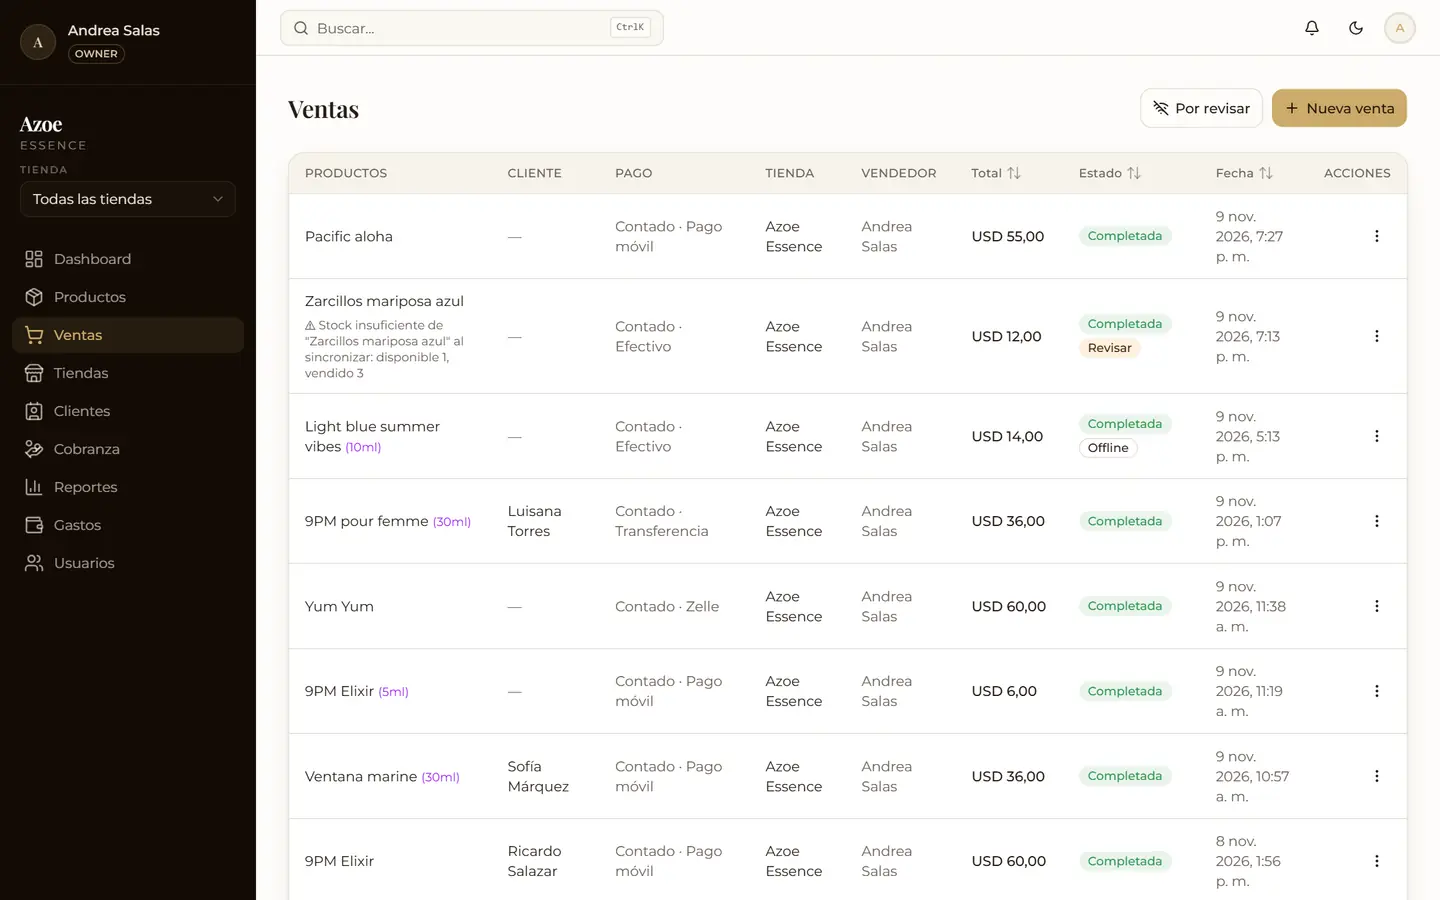 A
Andrea Salas
OWNER
Azoe
ESSENCE
TIENDA
Todas las tiendas
Dashboard
Productos
Ventas
Tiendas
Clientes
Cobranza
Reportes
Gastos
Usuarios
Buscar...
CtrlK
A
Ventas
Por revisar
+ Nueva venta
PRODUCTOS
CLIENTE
PAGO
TIENDA
VENDEDOR
Total
Estado
Fecha
ACCIONES
Pacific aloha
—
Contado · Pago
móvil
Azoe
Essence
Andrea
Salas
USD 55,00
Completada
9 nov.
2026, 7:27
p. m.
Zarcillos mariposa azul
⚠ Stock insuficiente de
"Zarcillos mariposa azul" al
sincronizar: disponible 1,
vendido 3
—
Contado ·
Efectivo
Azoe
Essence
Andrea
Salas
USD 12,00
Completada
Revisar
9 nov.
2026, 7:13
p. m.
Light blue summer
vibes (10ml)
—
Contado ·
Efectivo
Azoe
Essence
Andrea
Salas
USD 14,00
Completada
Offline
9 nov.
2026, 5:13
p. m.
9PM pour femme (30ml)
Luisana
Torres
Contado ·
Transferencia
Azoe
Essence
Andrea
Salas
USD 36,00
Completada
9 nov.
2026, 1:07
p. m.
Yum Yum
—
Contado · Zelle
Azoe
Essence
Andrea
Salas
USD 60,00
Completada
9 nov.
2026, 11:38
a. m.
9PM Elixir (5ml)
—
Contado · Pago
móvil
Azoe
Essence
Andrea
Salas
USD 6,00
Completada
9 nov.
2026, 11:19
a. m.
Ventana marine (30ml)
Sofía
Márquez
Contado · Pago
móvil
Azoe
Essence
Andrea
Salas
USD 36,00
Completada
9 nov.
2026, 10:57
a. m.
9PM Elixir
Ricardo
Salazar
Contado · Pago
móvil
Azoe
Essence
Andrea
Salas
USD 60,00
Completada
8 nov.
2026, 1:56
p. m.